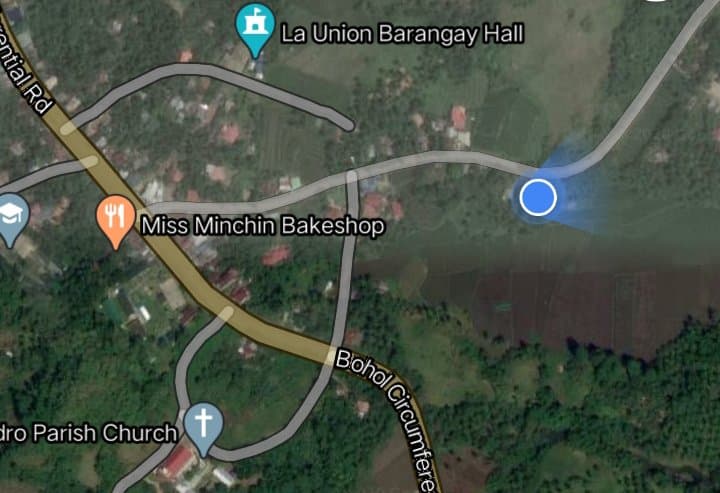 ential Rd
La Union Barangay Hall
Miss Minchin Bakeshop
Bohol Circumfere
dro Parish Church